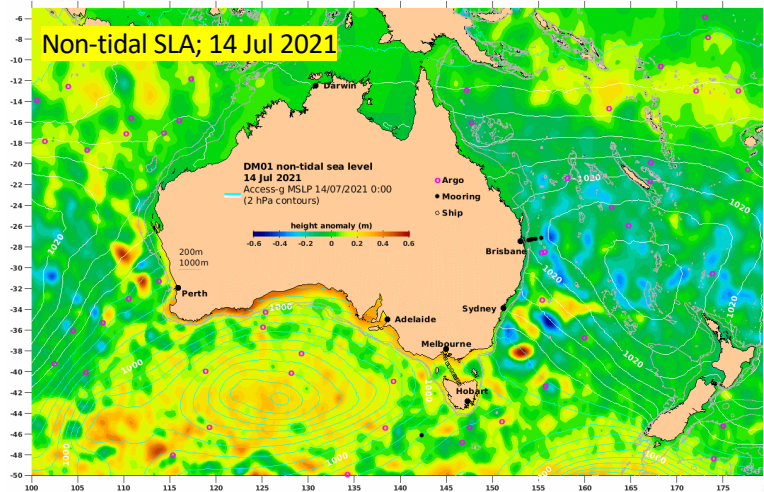 Non-tidal SLA; 14 Jul 2021
-6
-8
-10
-12
-14
-16
-18
-20
-22
-24
-26
-28
-30
-32
-34
-36
-38
-40
-42
-44
-46
-48
-50
Darwin
DM01 non-tidal sea level
14 Jul 2021
Access-g MSLP 14/07/2021 0:00
(2 hPa contours)
Argo
Mooring
Ship
height anomaly (m)
-0.6 -0.4 -0.2 0 0.2 0.4 0.6
200m
1000m
Perth
Adelaide
Melbourne
Hobart
Sydney
Brisbane
1020
1020
1020
1020
1020
1020
1000
1000
1000
1000
1000
1000
1000
100 105 110 115 120 125 130 135 140 145 150 155 160 165 170 175